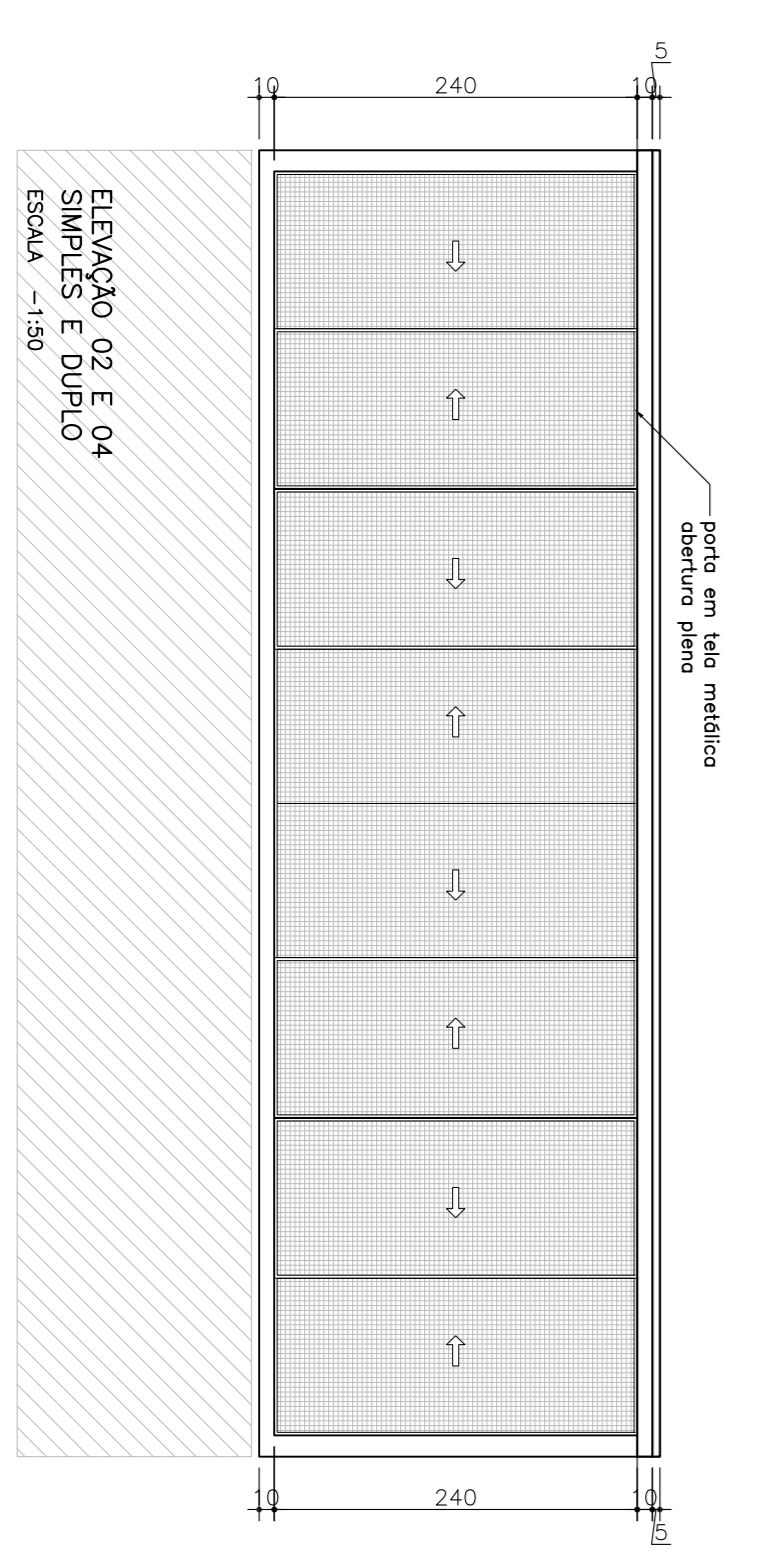 5
10
240
10
porta em tela metálica
abertura plena
ELEVAÇÃO 02 E 04
SIMPLES E DUPLO
ESCALA -1:50
10
240
10
5